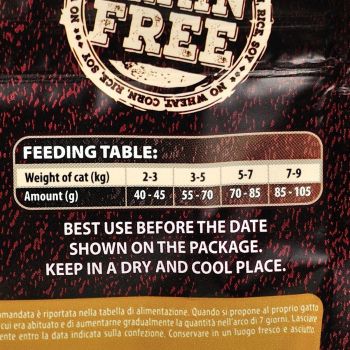 FREE
NO WHEAT, CORN, RICE, SOY
FEEDING TABLE:
Weight of cat (kg) 2-3 3-5 5-7 7-9
Amount (g) 40 - 45 55 - 70 70 - 85 85 - 105
BEST USE BEFORE THE DATE
SHOWN ON THE PACKAGE.
KEEP IN A DRY AND COOL PLACE.
omandata è riportata nella tabella di alimentazione. Quando si propone al proprio gatto
cui era abituato e di aumentarne gradualmente la quantità nell'arco di 7 giorni. Lasciare
ente entro la data indicata sulla confezione. Conservare in un luogo fresco e asciutto.